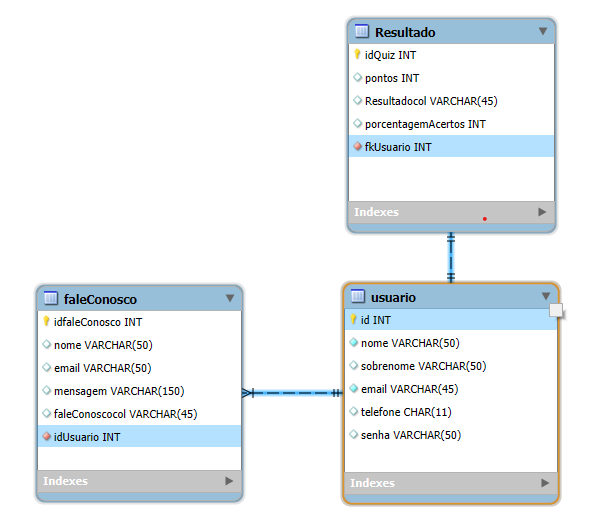 Resultado
idQuiz INT
pontos INT
Resultadocol VARCHAR(45)
porcentagemAcertos INT
fkUsuario INT
Indexes
faleConosco
idfaleConosco INT
nome VARCHAR(50)
email VARCHAR(50)
mensagem VARCHAR(150)
faleConoscocol VARCHAR(45)
idUsuario INT
Indexes
usuario
id INT
nome VARCHAR(50)
sobrenome VARCHAR(50)
email VARCHAR(45)
telefone CHAR(11)
senha VARCHAR(50)
Indexes